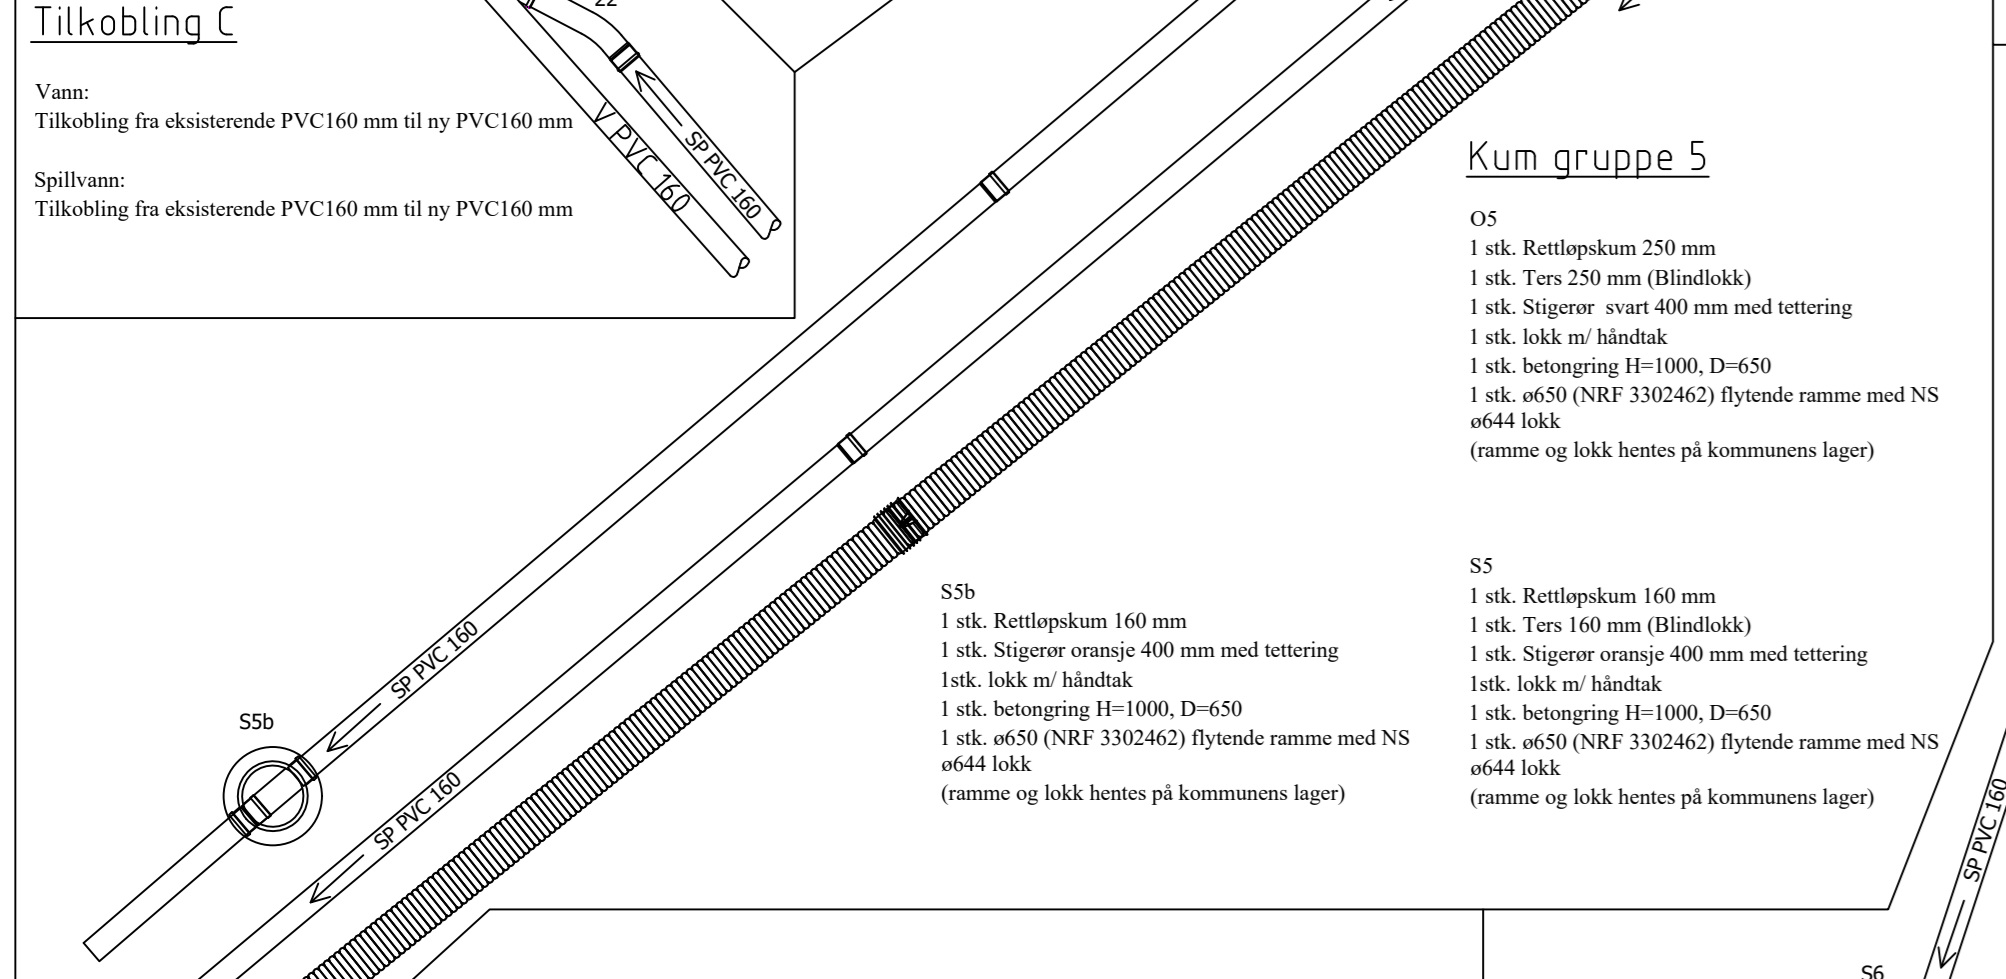 Tilkobling C
Vann:
Tilkobling fra eksisterende PVC160 mm til ny PVC160 mm
Spillvann:
Tilkobling fra eksisterende PVC160 mm til ny PVC160 mm
22
V PVC 160
SP PVC 160
Kum gruppe 5
O5
1 stk. Rettløpskum 250 mm
1 stk. Ters 250 mm (Blindlokk)
1 stk. Stigerør  svart 400 mm med tettering
1 stk. lokk m/ håndtak
1 stk. betongring H=1000, D=650
1 stk. ø650 (NRF 3302462) flytende ramme med NS
ø644 lokk
(ramme og lokk hentes på kommunens lager)
S5b
1 stk. Rettløpskum 160 mm
1 stk. Stigerør oransje 400 mm med tettering
1stk. lokk m/ håndtak
1 stk. betongring H=1000, D=650
1 stk. ø650 (NRF 3302462) flytende ramme med NS
ø644 lokk
(ramme og lokk hentes på kommunens lager)
S5
1 stk. Rettløpskum 160 mm
1 stk. Ters 160 mm (Blindlokk)
1 stk. Stigerør oransje 400 mm med tettering
1stk. lokk m/ håndtak
1 stk. betongring H=1000, D=650
1 stk. ø650 (NRF 3302462) flytende ramme med NS
ø644 lokk
(ramme og lokk hentes på kommunens lager)
SP PVC 160
S5b
SP PVC 160
SP PVC 160
S6